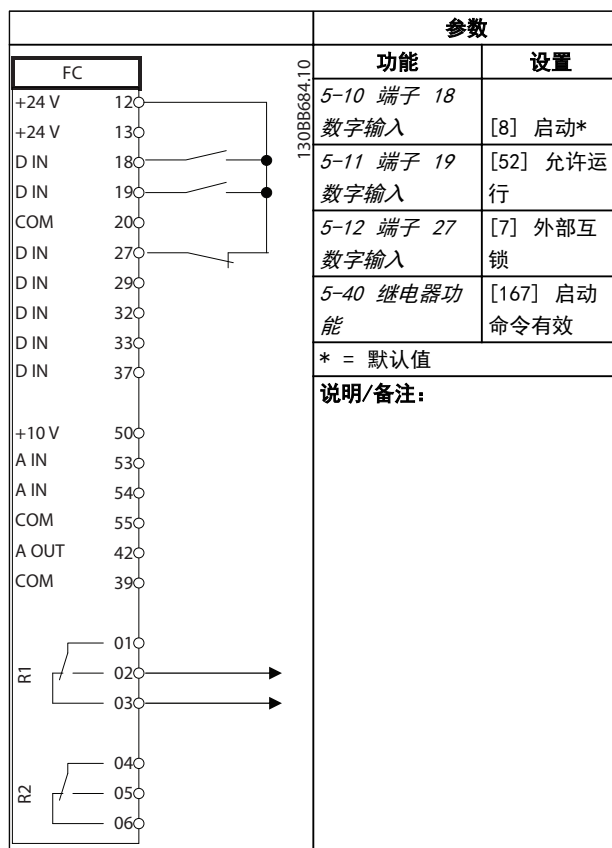 FC
+24 V 12
+24 V 13
D IN 18
D IN 19
COM 20
D IN 27
D IN 29
D IN 32
D IN 33
D IN 37
+10 V 50
A IN 53
A IN 54
COM 55
A OUT 42
COM 39
R1
01
02
03
R2
04
05
06
130BB684.10
参数
功能 设置
5-10 端子 18
数字输入 [8] 启动*
5-11 端子 19 [52] 允许运
数字输入 行
5-12 端子 27 [7] 外部互
数字输入 锁
5-40 继电器功 [167] 启动
能 命令有效
* = 默认值
说明/备注：